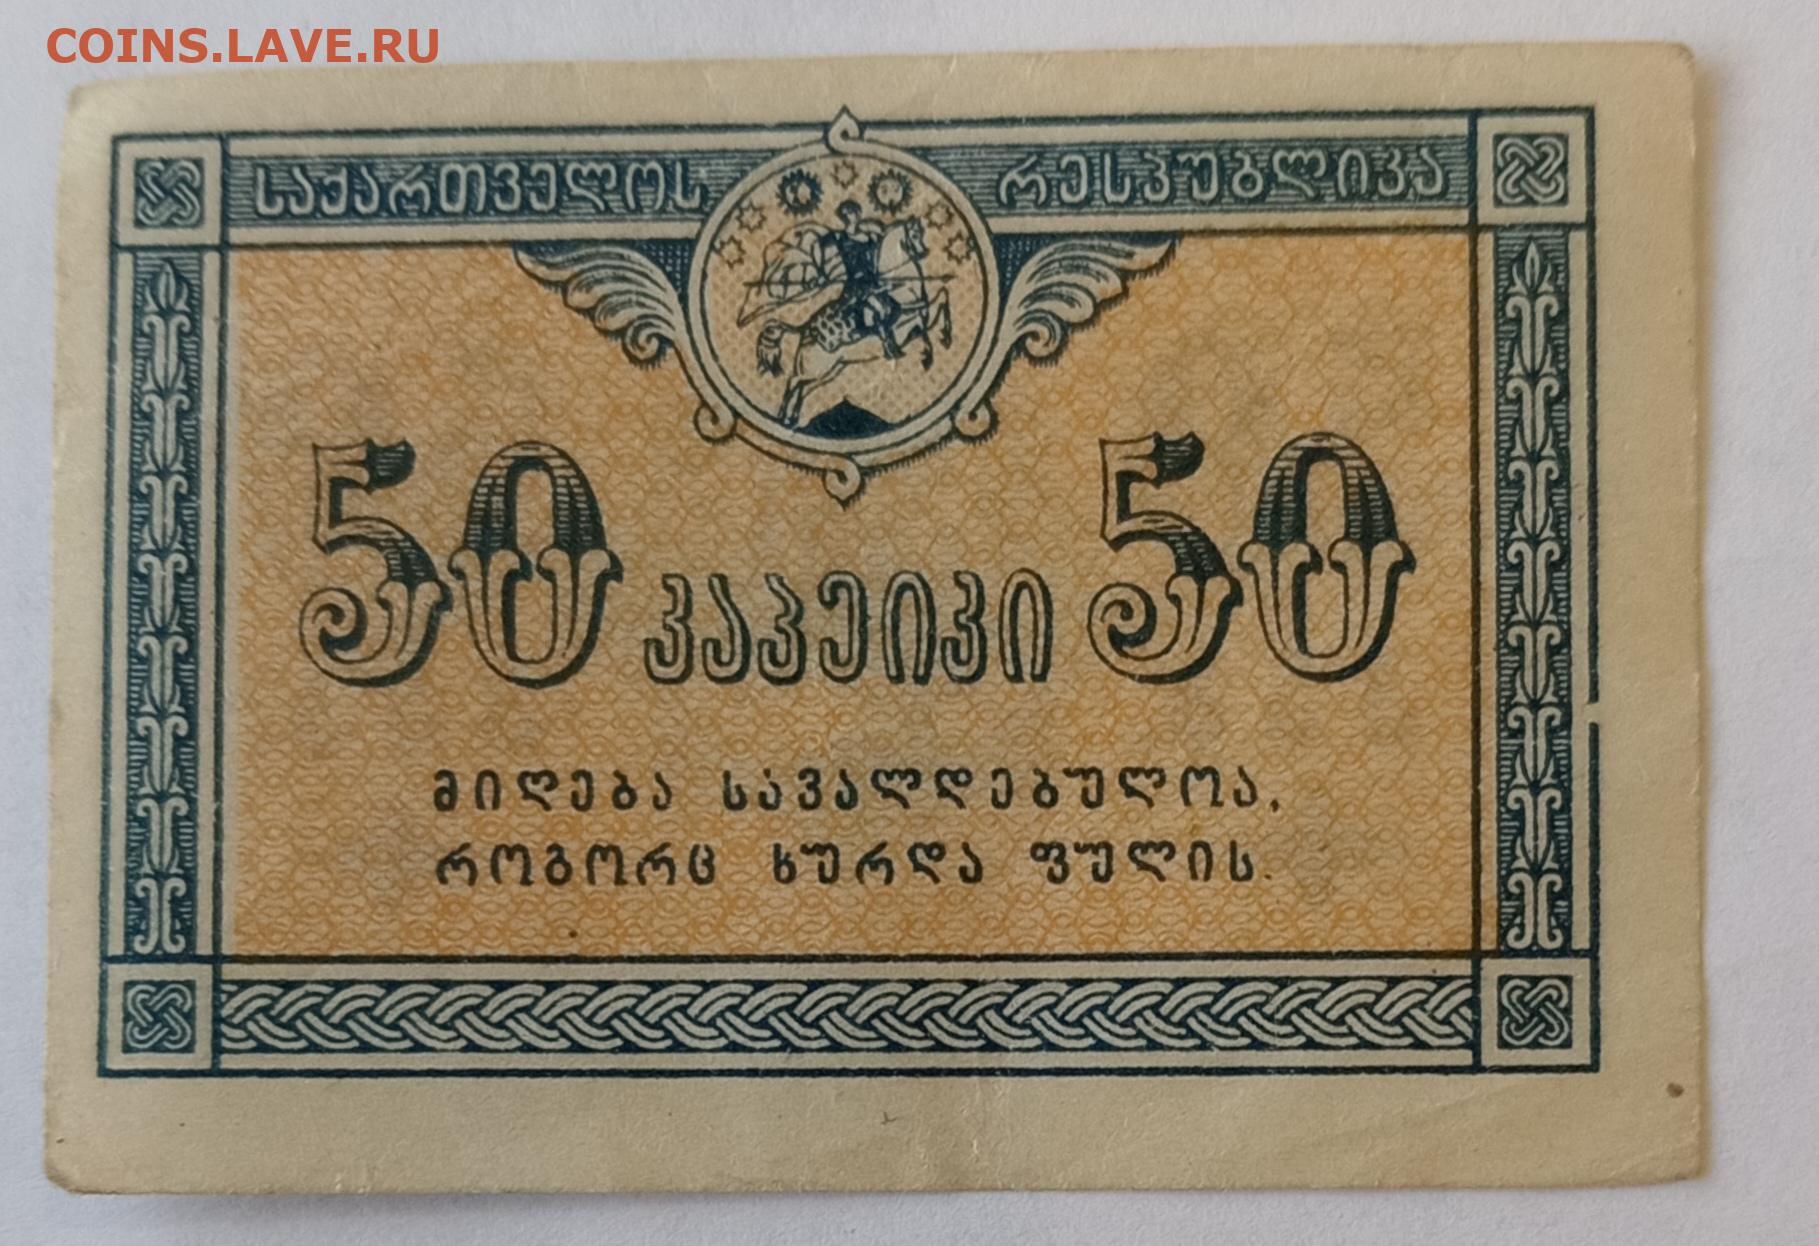 COINS.LAVE.RU
საქართველოს რესპუბლიკა
50 კაპეიკი 50
მიღება სავალდებულოა,
როგორც ხურდა ფულის.